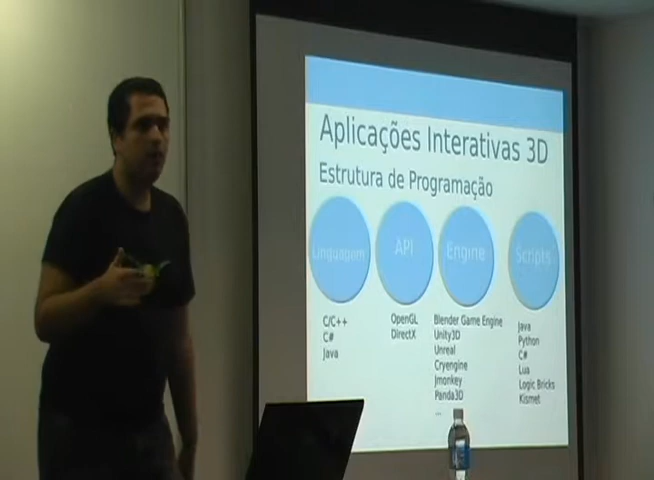 Aplicações Interativas 3D
Estrutura de Programação
Linguagem
API
Engine
Scripts
C/C++
C#
Java
OpenGL
DirectX
Blender Game Engine
Unity3D
Unreal
Cryengine
Jmonkey
Panda3D
...
Java
Python
C#
Lua
Logic Bricks
Kismet